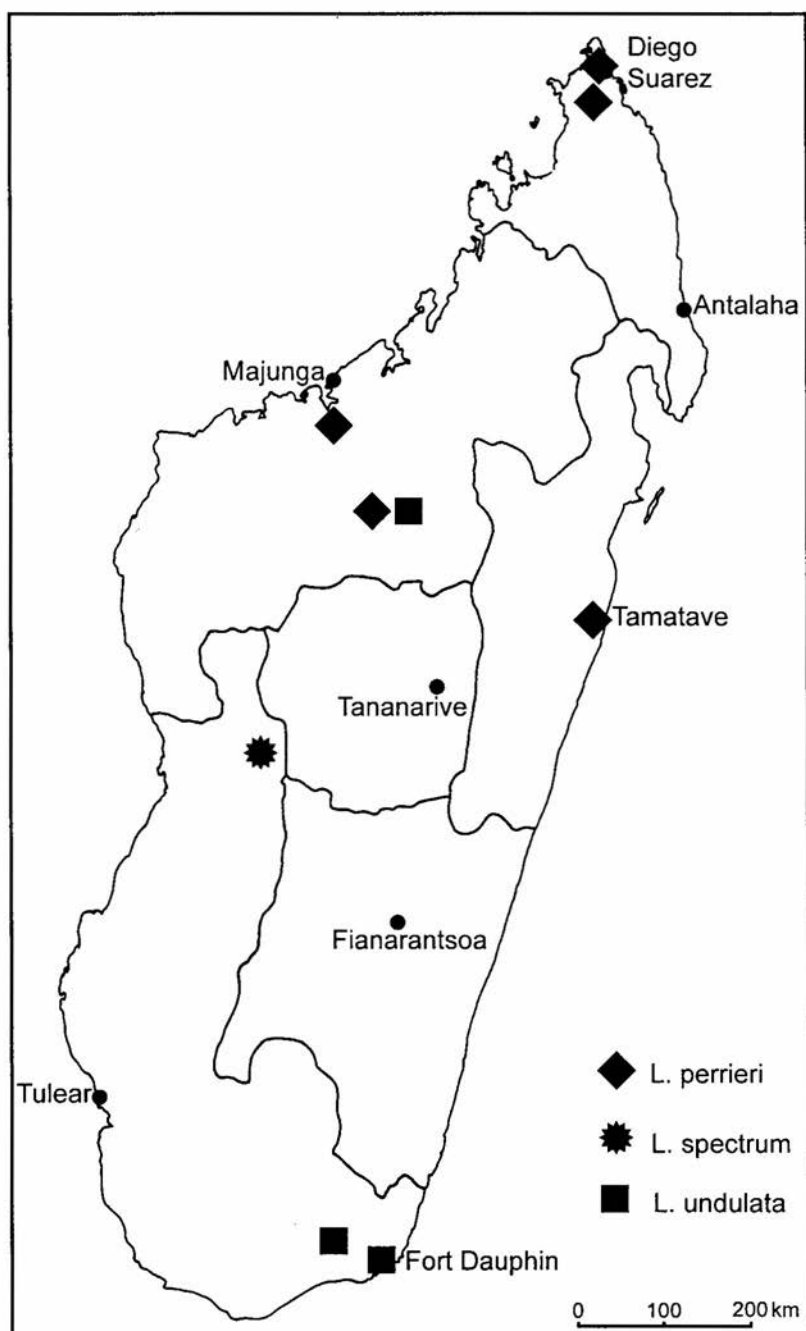 Diego
Suarez
Antalaha
Majunga
Tamatave
Tananarive
Fianarantsoa
L. perrieri
Tulear
L. spectrum
L. undulata
Fort Dauphin
0 100 200 km